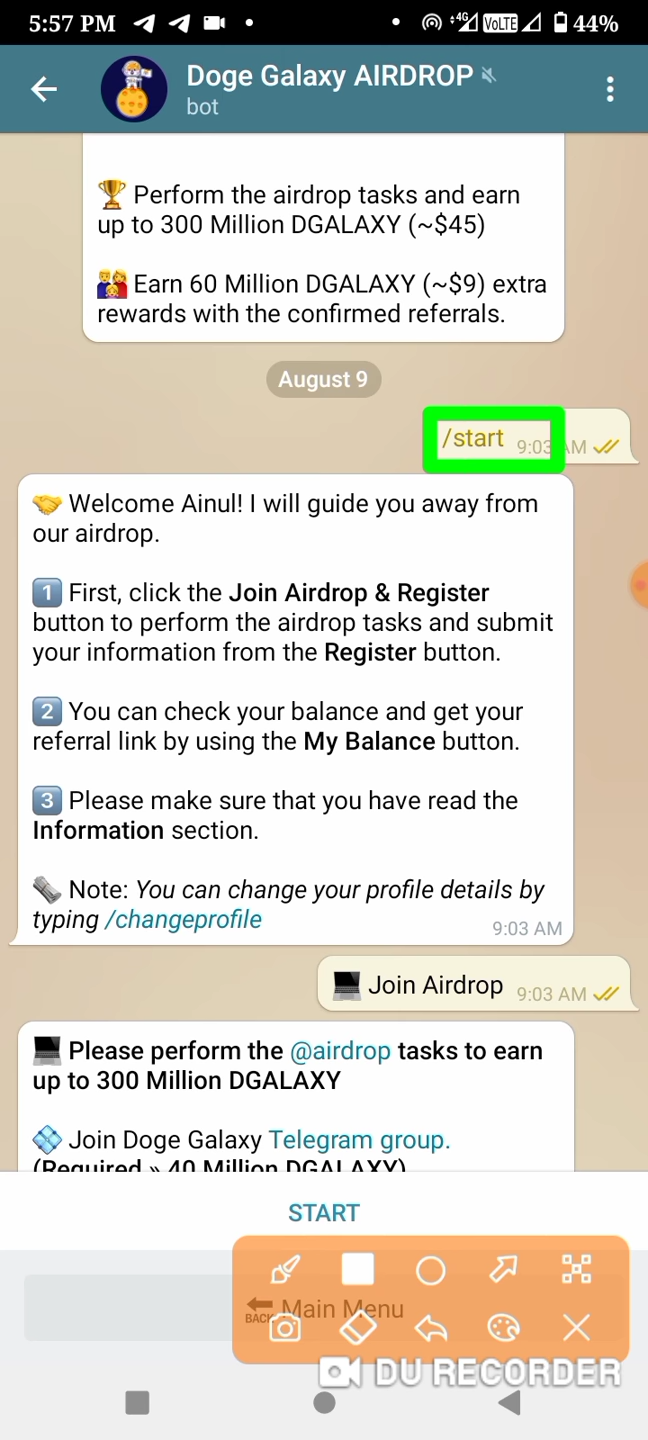 5:57 PM
4G VoLTE 44%
Doge Galaxy AIRDROP
bot
🏆 Perform the airdrop tasks and earn
up to 300 Million DGALAXY (~$45)
👨‍👩‍👧‍👦 Earn 60 Million DGALAXY (~$9) extra
rewards with the confirmed referrals.
August 9
/start 9:03 AM
🤝 Welcome Ainul! I will guide you away from
our airdrop.
1️⃣ First, click the Join Airdrop & Register
button to perform the airdrop tasks and submit
your information from the Register button.
2️⃣ You can check your balance and get your
referral link by using the My Balance button.
3️⃣ Please make sure that you have read the
Information section.
🗞 Note: You can change your profile details by
typing /changeprofile
9:03 AM
💻 Join Airdrop 9:03 AM
💻 Please perform the @airdrop tasks to earn
up to 300 Million DGALAXY
💠 Join Doge Galaxy Telegram group.
(Required » 40 Million DGALAXY)
START
BACK Main Menu
DU RECORDER